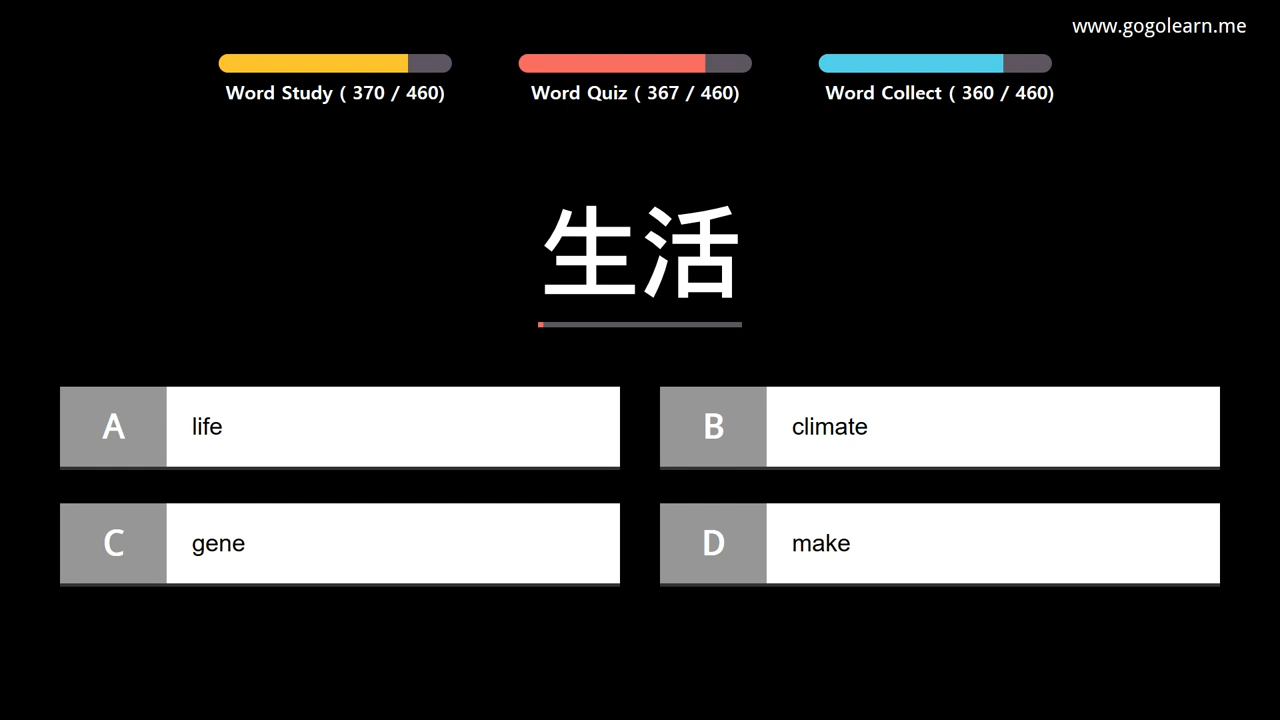 www.gogolearn.me
Word Study ( 370 / 460)
Word Quiz ( 367 / 460)
Word Collect ( 360 / 460)
生活
A life
B climate
C gene
D make